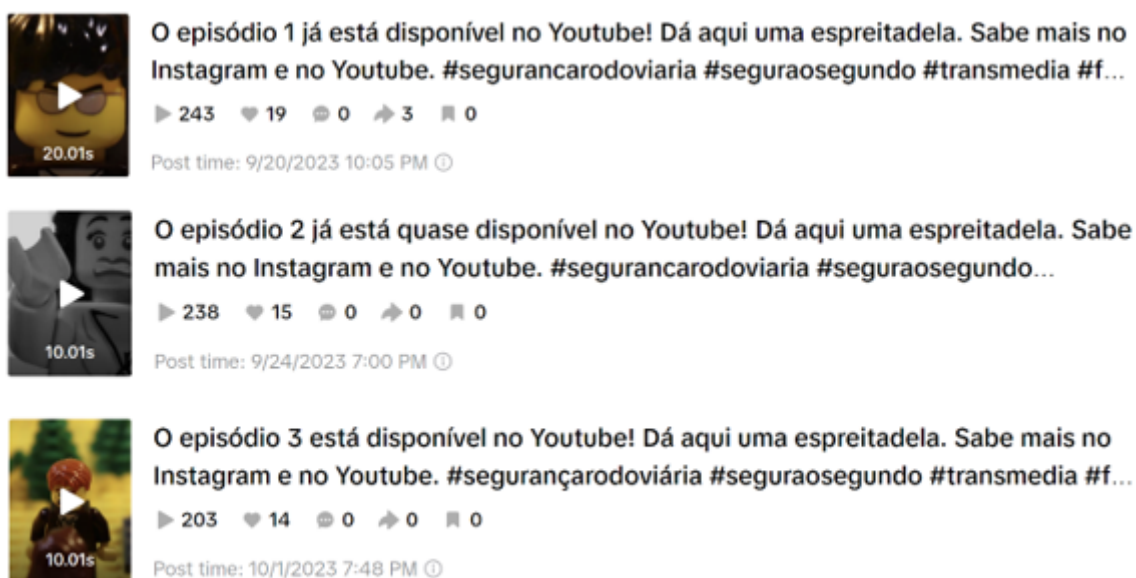 O episódio 1 já está disponível no Youtube! Dá aqui uma espreitadela. Sabe mais no
Instagram e no Youtube. #segurancarodoviaria #seguraosegundo #transmedia #f...
243 19 0 3 0
20.01s
Post time: 9/20/2023 10:05 PM
O episódio 2 já está quase disponível no Youtube! Dá aqui uma espreitadela. Sabe
mais no Instagram e no Youtube. #segurancarodoviaria #seguraosegundo...
238 15 0 0 0
10.01s
Post time: 9/24/2023 7:00 PM
O episódio 3 está disponível no Youtube! Dá aqui uma espreitadela. Sabe mais no
Instagram e no Youtube. #segurançarodoviária #seguraosegundo #transmedia #f...
203 14 0 0 0
10.01s
Post time: 10/1/2023 7:48 PM